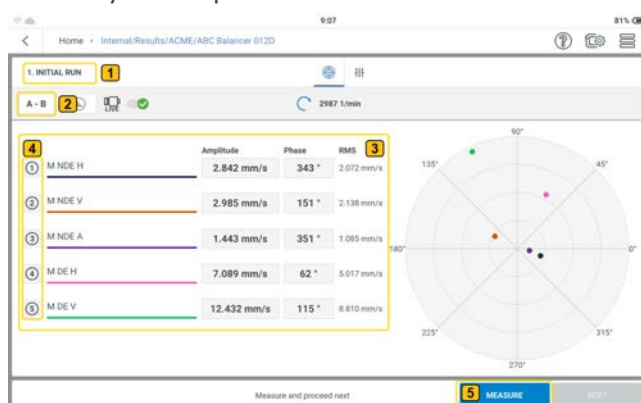 9:07
81%
Home • Internal/Results/ACME/ABC Balancer 012D
1. INITIAL RUN 1
A - B 2 LIVE 2987 1/min
4 Amplitude Phase RMS 3
1 M NDE H 2.842 mm/s 343 ° 2.072 mm/s
2 M NDE V 2.985 mm/s 151 ° 2.138 mm/s
3 M NDE A 1.443 mm/s 351 ° 1.085 mm/s
4 M DE H 7.089 mm/s 62 ° 5.017 mm/s
5 M DE V 12.432 mm/s 115 ° 8.810 mm/s
90°
135° 45°
180° 0°
225° 315°
270°
Measure and proceed next 5 MEASURE NEXT